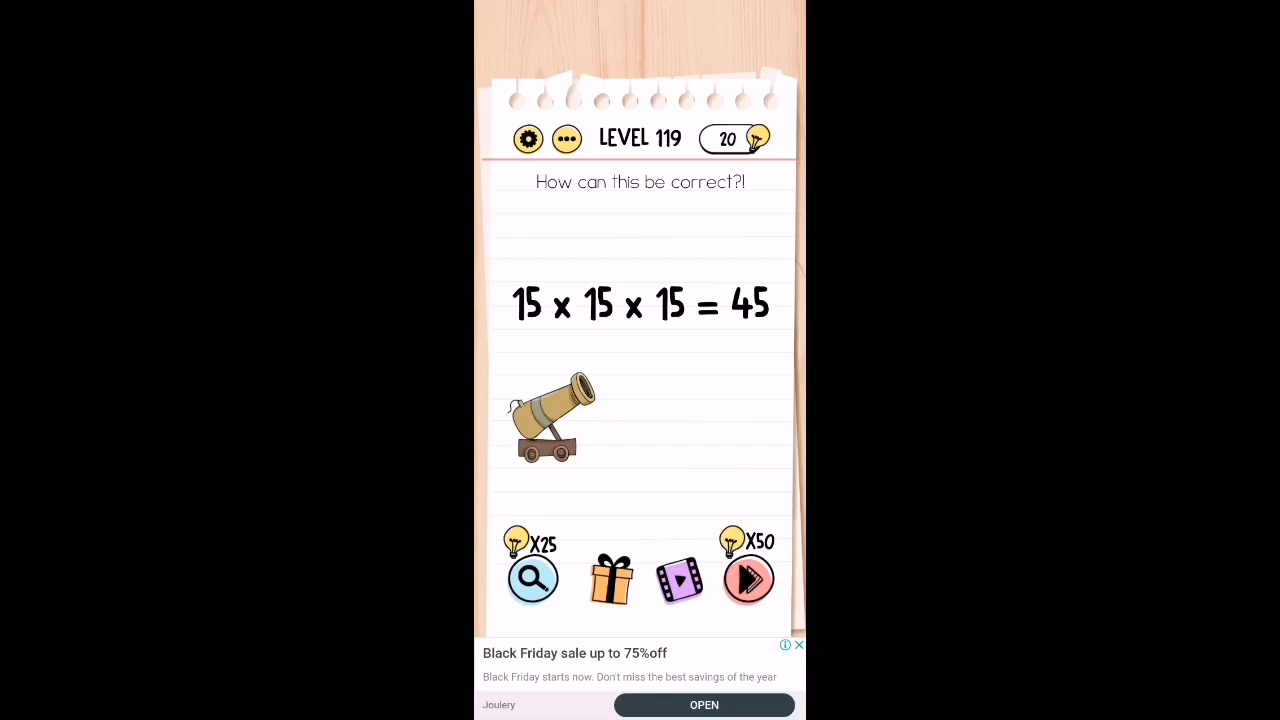 LEVEL 119
20
How can this be correct?!
15 x 15 x 15 = 45
X25
X50
Black Friday sale up to 75%off
Black Friday starts now. Don't miss the best savings of the year
Joulery
OPEN